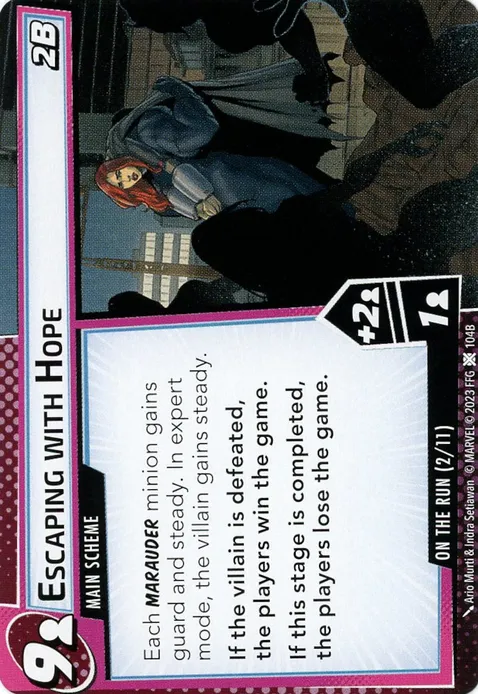 9
ESCAPING WITH HOPE
2B
MAIN SCHEME
Each MARAUDER minion gains
guard and steady. In expert
mode, the villain gains steady.
If the villain is defeated,
the players win the game.
If this stage is completed,
the players lose the game.
+2
1
ON THE RUN (2/11)
Ario Murti & Indra Setiawan © MARVEL © 2023 FFG 104B